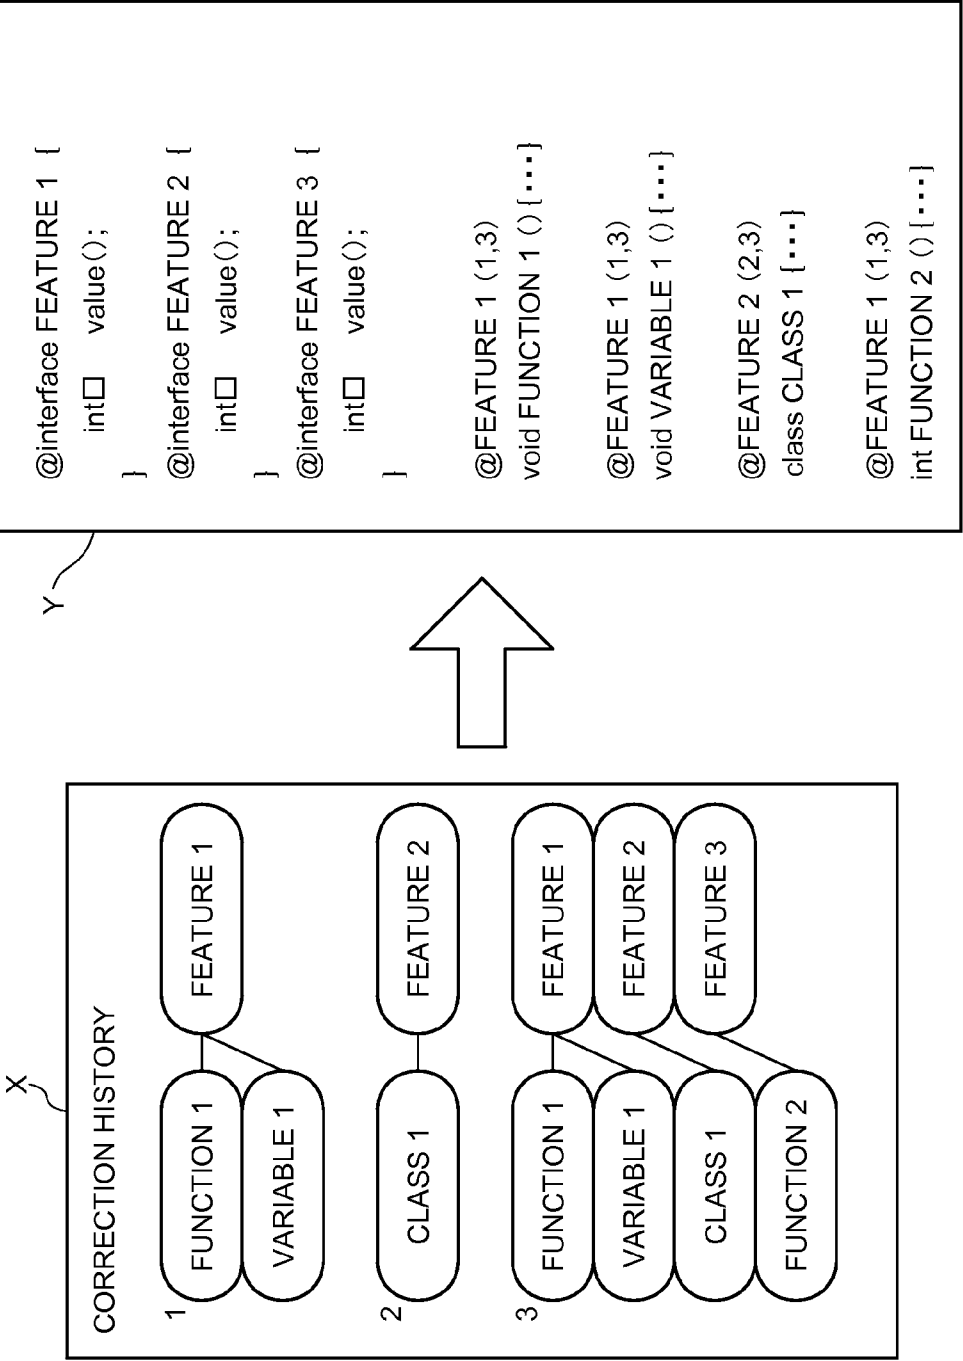 X
CORRECTION HISTORY
1
FUNCTION 1
FEATURE 1
VARIABLE 1
2
CLASS 1
FEATURE 2
3
FUNCTION 1
FEATURE 1
VARIABLE 1
FEATURE 2
CLASS 1
FEATURE 3
FUNCTION 2
Y
@interface FEATURE 1 {
int□ value();
}
@interface FEATURE 2 {
int□ value();
}
@interface FEATURE 3 {
int□ value();
}
@FEATURE 1 (1,3)
void FUNCTION 1 () {···}
@FEATURE 1 (1,3)
void VARIABLE 1 () {···}
@FEATURE 2 (2,3)
class CLASS 1 {···}
@FEATURE 1 (1,3)
int FUNCTION 2 () {···}